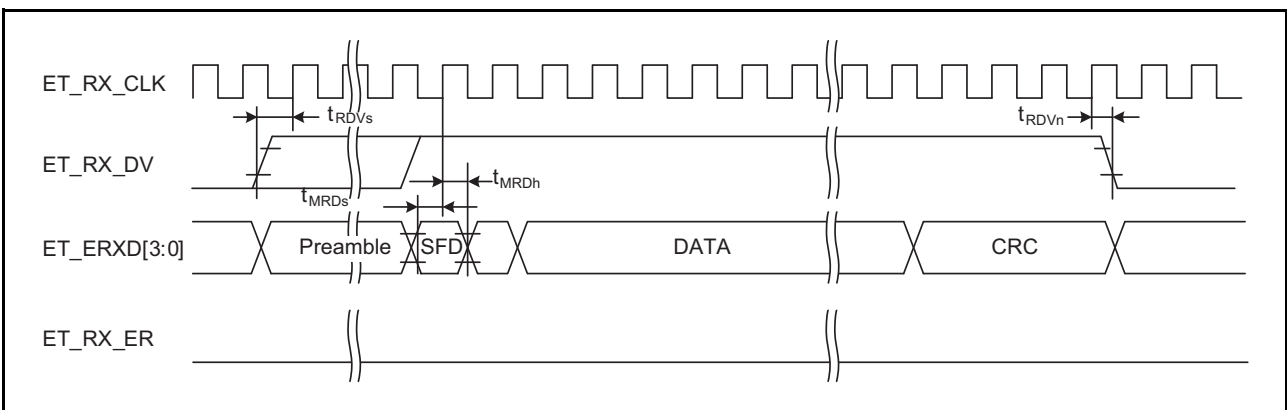 ET_RX_CLK
tRDVs
tRDVn
ET_RX_DV
tMRDh
tMRDs
ET_ERXD[3:0]
Preamble
SFD
DATA
CRC
ET_RX_ER